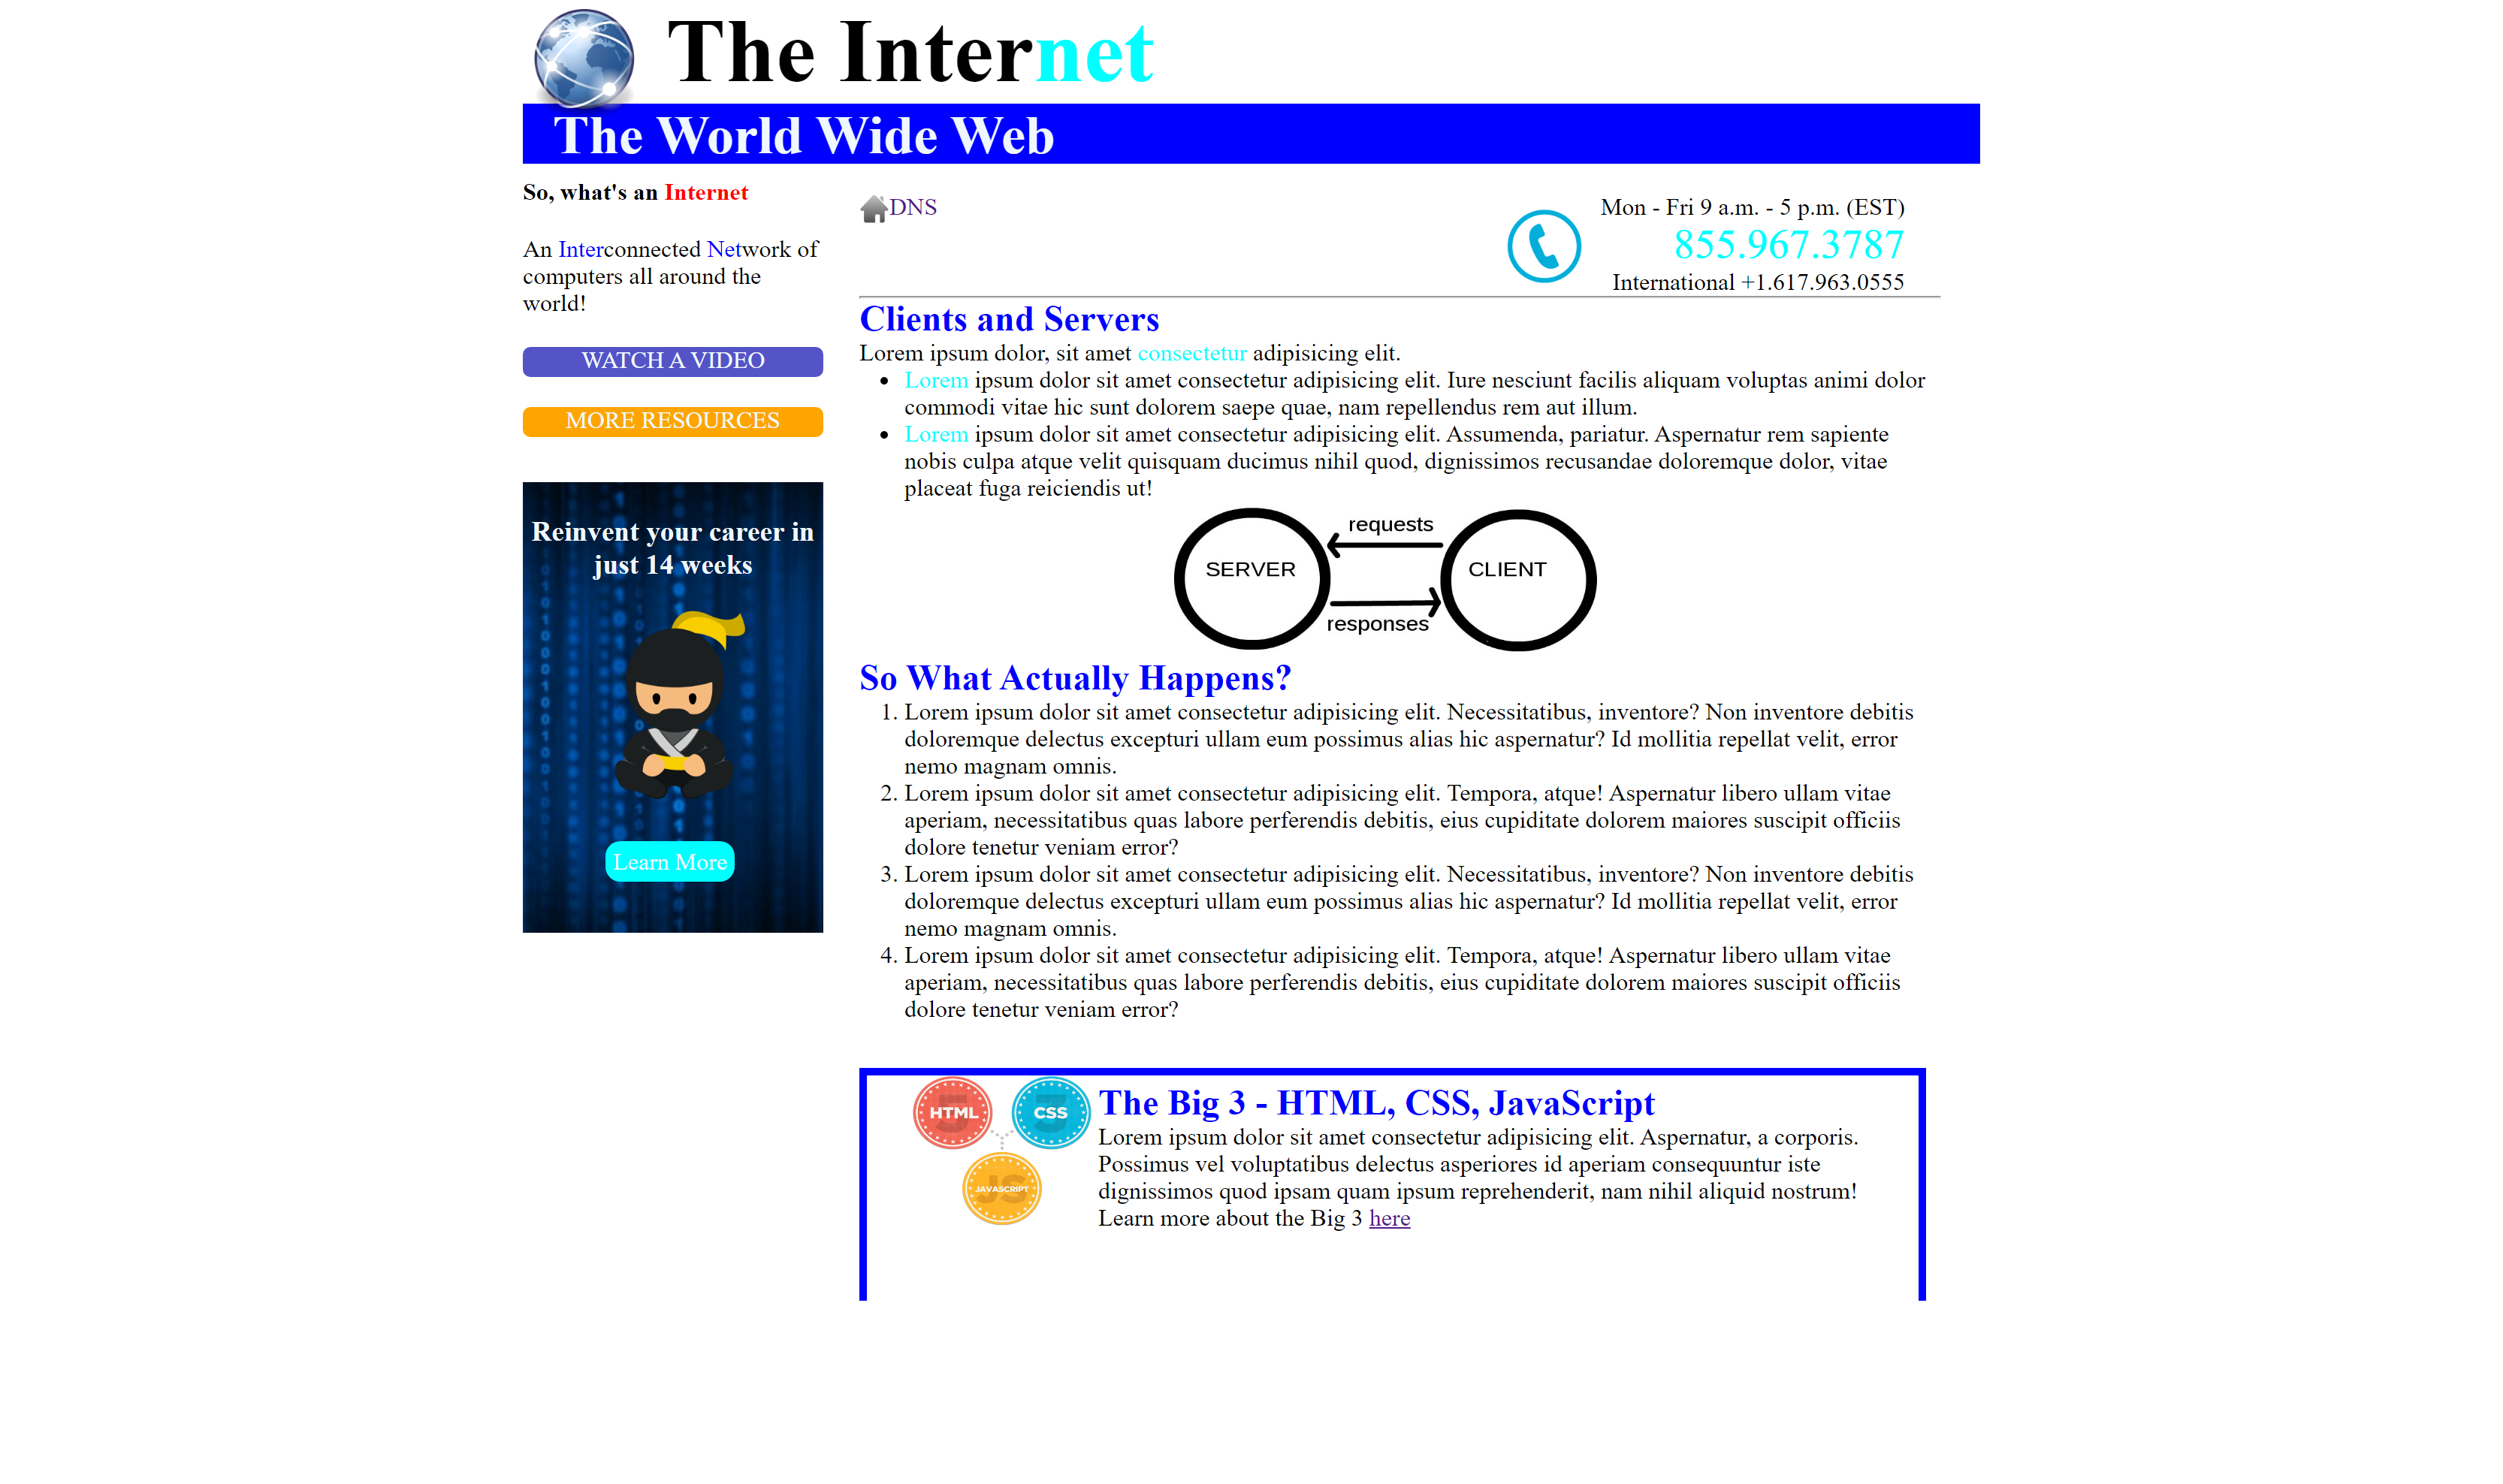 The Internet
The World Wide Web
So, what's an Internet
An Interconnected Network of
computers all around the
world!
WATCH A VIDEO
MORE RESOURCES
Reinvent your career in
just 14 weeks
Learn More
DNS
Mon - Fri 9 a.m. - 5 p.m. (EST)
855.967.3787
International +1.617.963.0555
Clients and Servers
Lorem ipsum dolor, sit amet consectetur adipisicing elit.
• Lorem ipsum dolor sit amet consectetur adipisicing elit. Iure nesciunt facilis aliquam voluptas animi dolor
commodi vitae hic sunt dolorem saepe quae, nam repellendus rem aut illum.
• Lorem ipsum dolor sit amet consectetur adipisicing elit. Assumenda, pariatur. Aspernatur rem sapiente
nobis culpa atque velit quisquam ducimus nihil quod, dignissimos recusandae doloremque dolor, vitae
placeat fuga reiciendis ut!
requests
SERVER
CLIENT
responses
So What Actually Happens?
1. Lorem ipsum dolor sit amet consectetur adipisicing elit. Necessitatibus, inventore? Non inventore debitis
doloremque delectus excepturi ullam eum possimus alias hic aspernatur? Id mollitia repellat velit, error
nemo magnam omnis.
2. Lorem ipsum dolor sit amet consectetur adipisicing elit. Tempora, atque! Aspernatur libero ullam vitae
aperiam, necessitatibus quas labore perferendis debitis, eius cupiditate dolorem maiores suscipit officiis
dolore tenetur veniam error?
3. Lorem ipsum dolor sit amet consectetur adipisicing elit. Necessitatibus, inventore? Non inventore debitis
doloremque delectus excepturi ullam eum possimus alias hic aspernatur? Id mollitia repellat velit, error
nemo magnam omnis.
4. Lorem ipsum dolor sit amet consectetur adipisicing elit. Tempora, atque! Aspernatur libero ullam vitae
aperiam, necessitatibus quas labore perferendis debitis, eius cupiditate dolorem maiores suscipit officiis
dolore tenetur veniam error?
5 HTML
3 CSS
JS JAVASCRIPT
The Big 3 - HTML, CSS, JavaScript
Lorem ipsum dolor sit amet consectetur adipisicing elit. Aspernatur, a corporis.
Possimus vel voluptatibus delectus asperiores id aperiam consequuntur iste
dignissimos quod ipsam quam ipsum reprehenderit, nam nihil aliquid nostrum!
Learn more about the Big 3 here